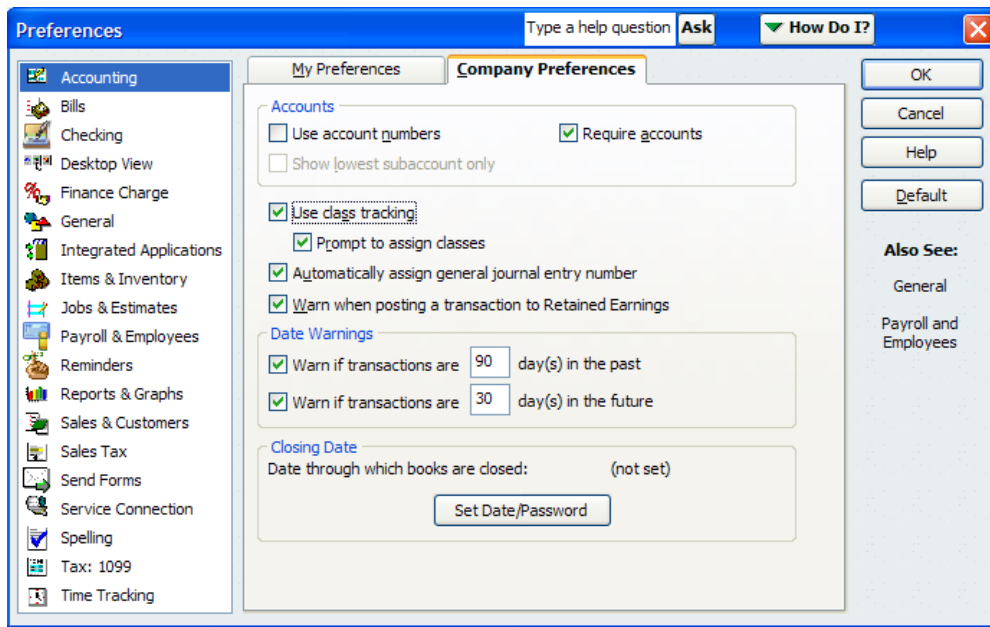 Preferences
Type a help question Ask
How Do I?
Accounting
Bills
Checking
Desktop View
Finance Charge
General
Integrated Applications
Items & Inventory
Jobs & Estimates
Payroll & Employees
Reminders
Reports & Graphs
Sales & Customers
Sales Tax
Send Forms
Service Connection
Spelling
Tax: 1099
Time Tracking
My Preferences
Company Preferences
Accounts
Use account numbers
Require accounts
Show lowest subaccount only
Use class tracking
Prompt to assign classes
Automatically assign general journal entry number
Warn when posting a transaction to Retained Earnings
Date Warnings
Warn if transactions are 90 day(s) in the past
Warn if transactions are 30 day(s) in the future
Closing Date
Date through which books are closed: (not set)
Set Date/Password
OK
Cancel
Help
Default
Also See:
General
Payroll and
Employees